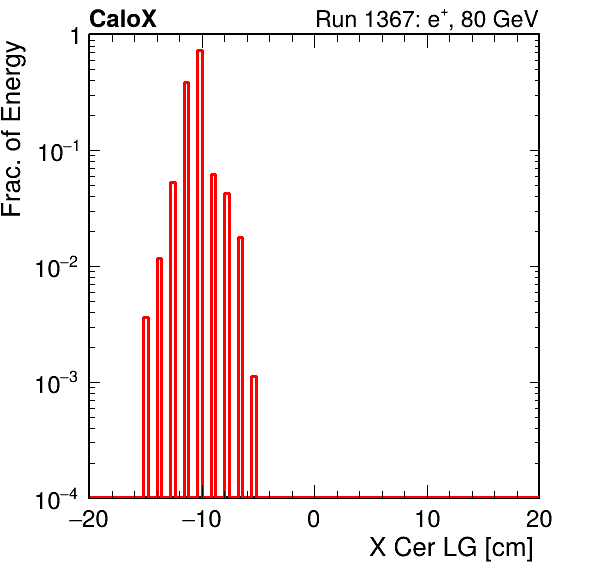 CaloX Run 1367: e⁺, 80 GeV
Frac. of Energy
1
10⁻¹
10⁻²
10⁻³
10⁻⁴
−20 −10 0 10 20
X Cer LG [cm]